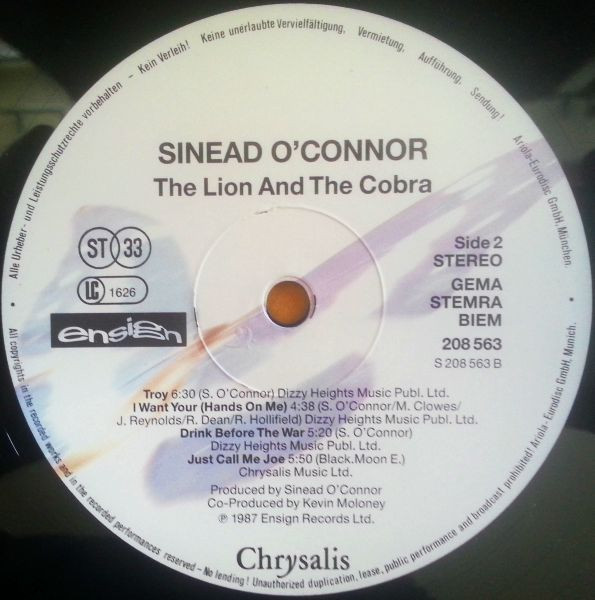 Alle Urheber- und Leistungsschutzrechte vorbehalten – Kein Verleih! Keine unerlaubte Vervielfältigung, Vermietung, Aufführung, Sendung! Ariola-Eurodisc GmbH, München.
SINEAD O'CONNOR
The Lion And The Cobra
ST 33
LC 1626
ensign
Side 2
STEREO
GEMA
STEMRA
BIEM
208 563
S 208 563 B
Troy 6:30 (S. O'Connor) Dizzy Heights Music Publ. Ltd.
I Want Your (Hands On Me) 4:38 (S. O'Connor/M. Clowes/
J. Reynolds/R. Dean/R. Hollifield) Dizzy Heights Music Publ. Ltd.
Drink Before The War 5:20 (S. O'Connor)
Dizzy Heights Music Publ. Ltd.
Just Call Me Joe 5:50 (Black.Moon E.)
Chrysalis Music Ltd.
Produced by Sinead O'Connor
Co-Produced by Kevin Moloney
℗ 1987 Ensign Records Ltd.
Chrysalis
All copyrights in the recorded works and in the recorded performances reserved – No lending! Unauthorized duplication, lease, public performance and broadcast prohibited! Ariola-Eurodisc GmbH, Munich.